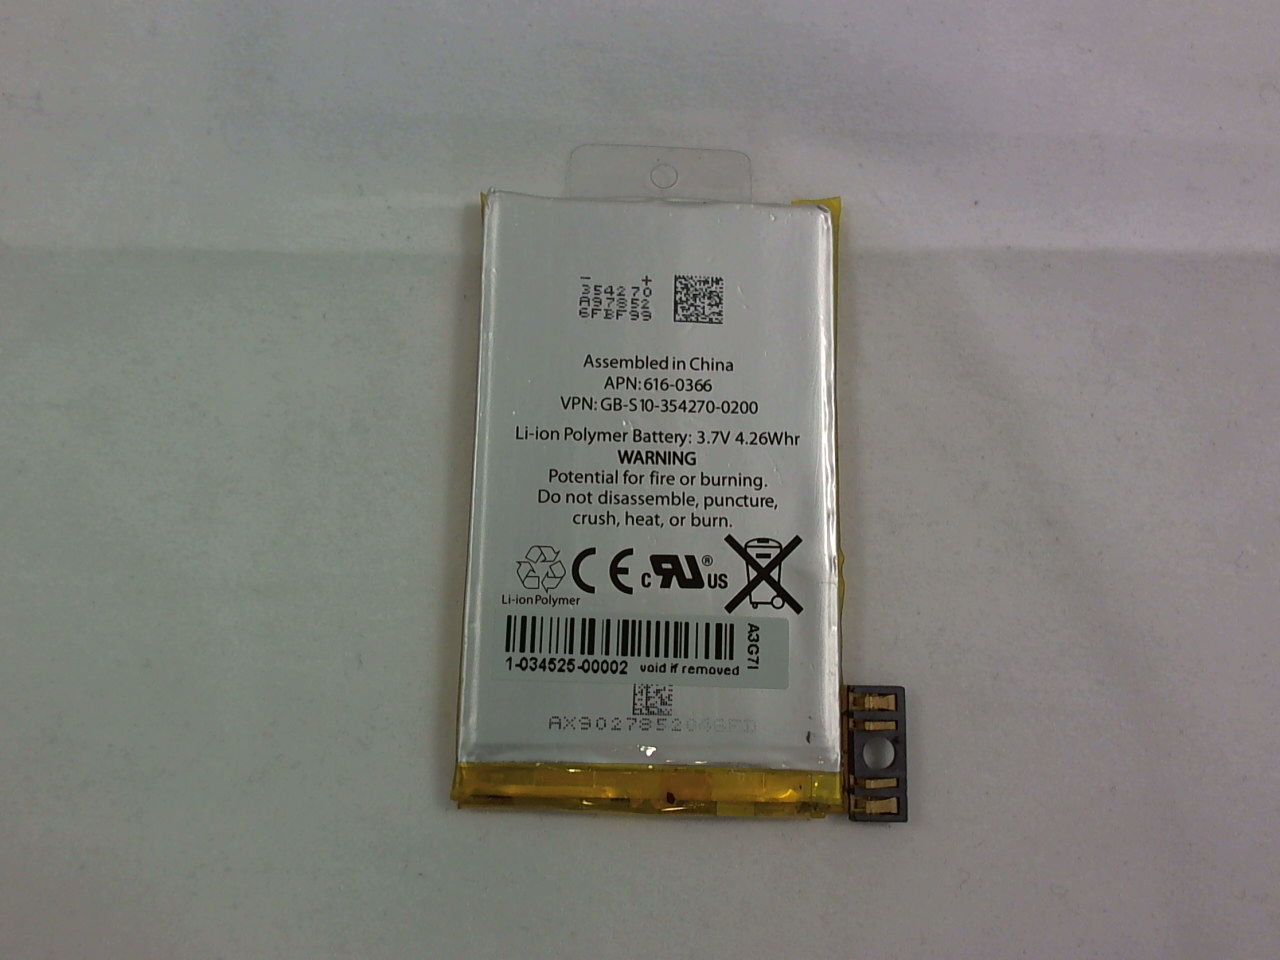 - +
354270
A97852
6FBF99
Assembled in China
APN: 616-0366
VPN: GB-S10-354270-0200
Li-ion Polymer Battery: 3.7V 4.26Whr
WARNING
Potential for fire or burning.
Do not disassemble, puncture,
crush, heat, or burn.
CE c RU ® US
Li-ion Polymer
A3G7I
1-034525-00002 void if removed
AX9027852046FD